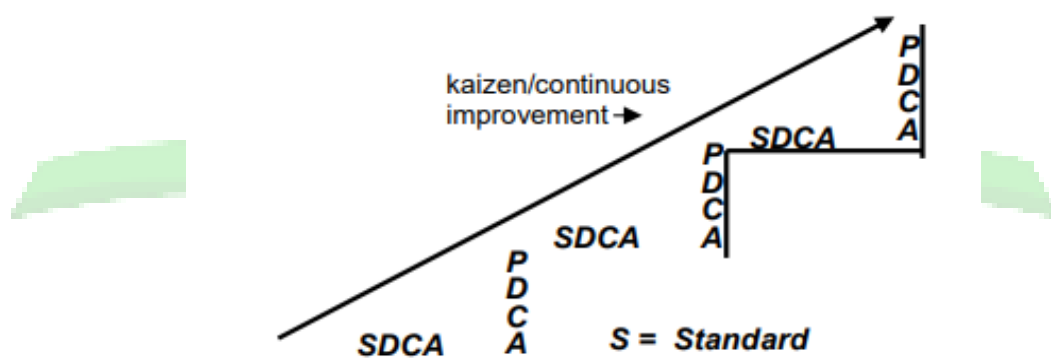 kaizen/continuous
improvement
P
D
C
A
SDCA
P
D
C
A
SDCA
P
D
C
A
SDCA
S = Standard